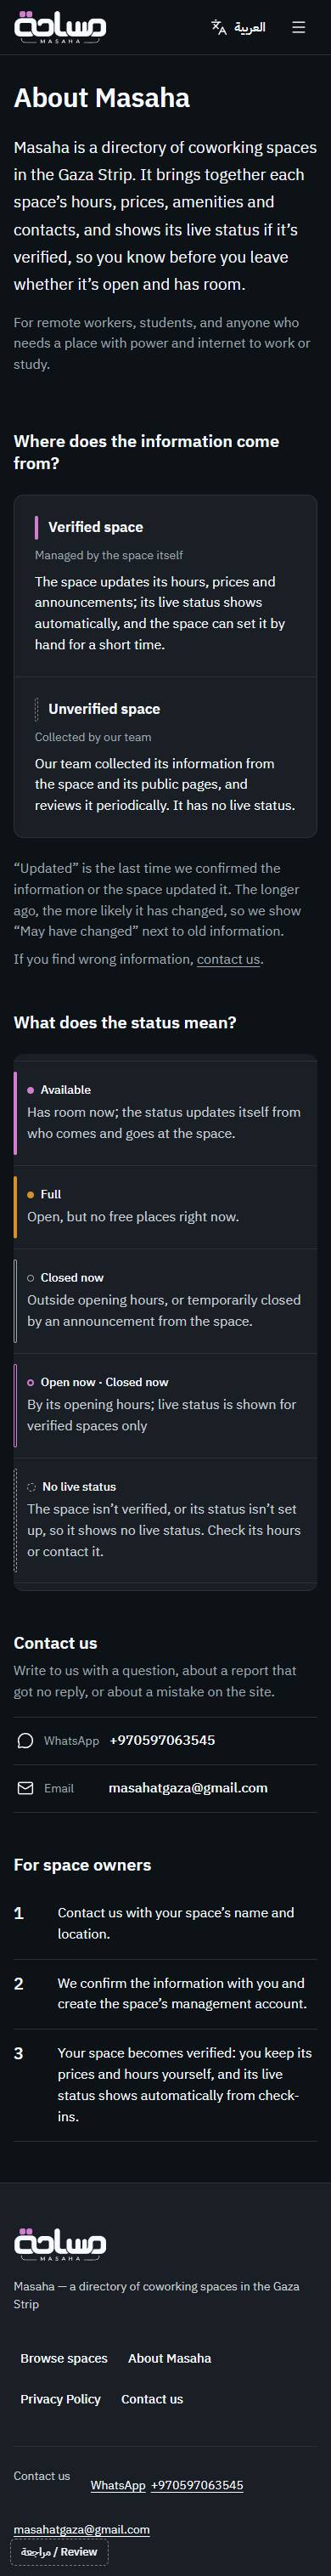 مساحة
MASAHA
العربية
About Masaha
Masaha is a directory of coworking spaces
in the Gaza Strip. It brings together each
space’s hours, prices, amenities and
contacts, and shows its live status if it’s
verified, so you know before you leave
whether it’s open and has room.
For remote workers, students, and anyone who
needs a place with power and internet to work or
study.
Where does the information come
from?
Verified space
Managed by the space itself
The space updates its hours, prices and
announcements; its live status shows
automatically, and the space can set it by
hand for a short time.
Unverified space
Collected by our team
Our team collected its information from
the space and its public pages, and
reviews it periodically. It has no live status.
“Updated” is the last time we confirmed the
information or the space updated it. The longer
ago, the more likely it has changed, so we show
“May have changed” next to old information.
If you find wrong information, contact us.
What does the status mean?
Available
Has room now; the status updates itself from
who comes and goes at the space.
Full
Open, but no free places right now.
Closed now
Outside opening hours, or temporarily closed
by an announcement from the space.
Open now · Closed now
By its opening hours; live status is shown for
verified spaces only
No live status
The space isn’t verified, or its status isn’t set
up, so it shows no live status. Check its hours
or contact it.
Contact us
Write to us with a question, about a report that
got no reply, or about a mistake on the site.
WhatsApp +970597063545
Email masahatgaza@gmail.com
For space owners
1 Contact us with your space’s name and
location.
2 We confirm the information with you and
create the space’s management account.
3 Your space becomes verified: you keep its
prices and hours yourself, and its live
status shows automatically from check-
ins.
مساحة
MASAHA
Masaha — a directory of coworking spaces in the Gaza
Strip
Browse spaces About Masaha
Privacy Policy Contact us
Contact us
WhatsApp +970597063545
masahatgaza@gmail.com
مراجعة / Review